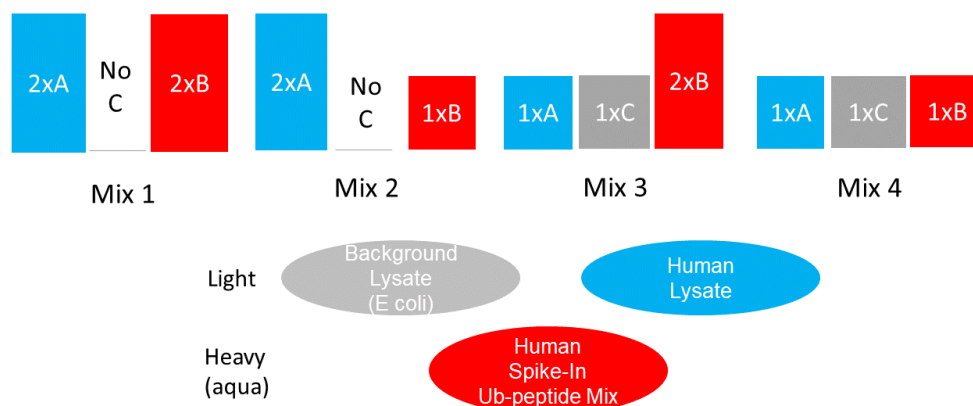 2xA
No
C
2xB
Mix 1
2xA
No
C
1xB
Mix 2
1xA
1xC
2xB
Mix 3
1xA
1xC
1xB
Mix 4
Light
Background
Lysate
(E coli)
Human
Lysate
Heavy
(aqua)
Human
Spike-In
Ub-peptide Mix